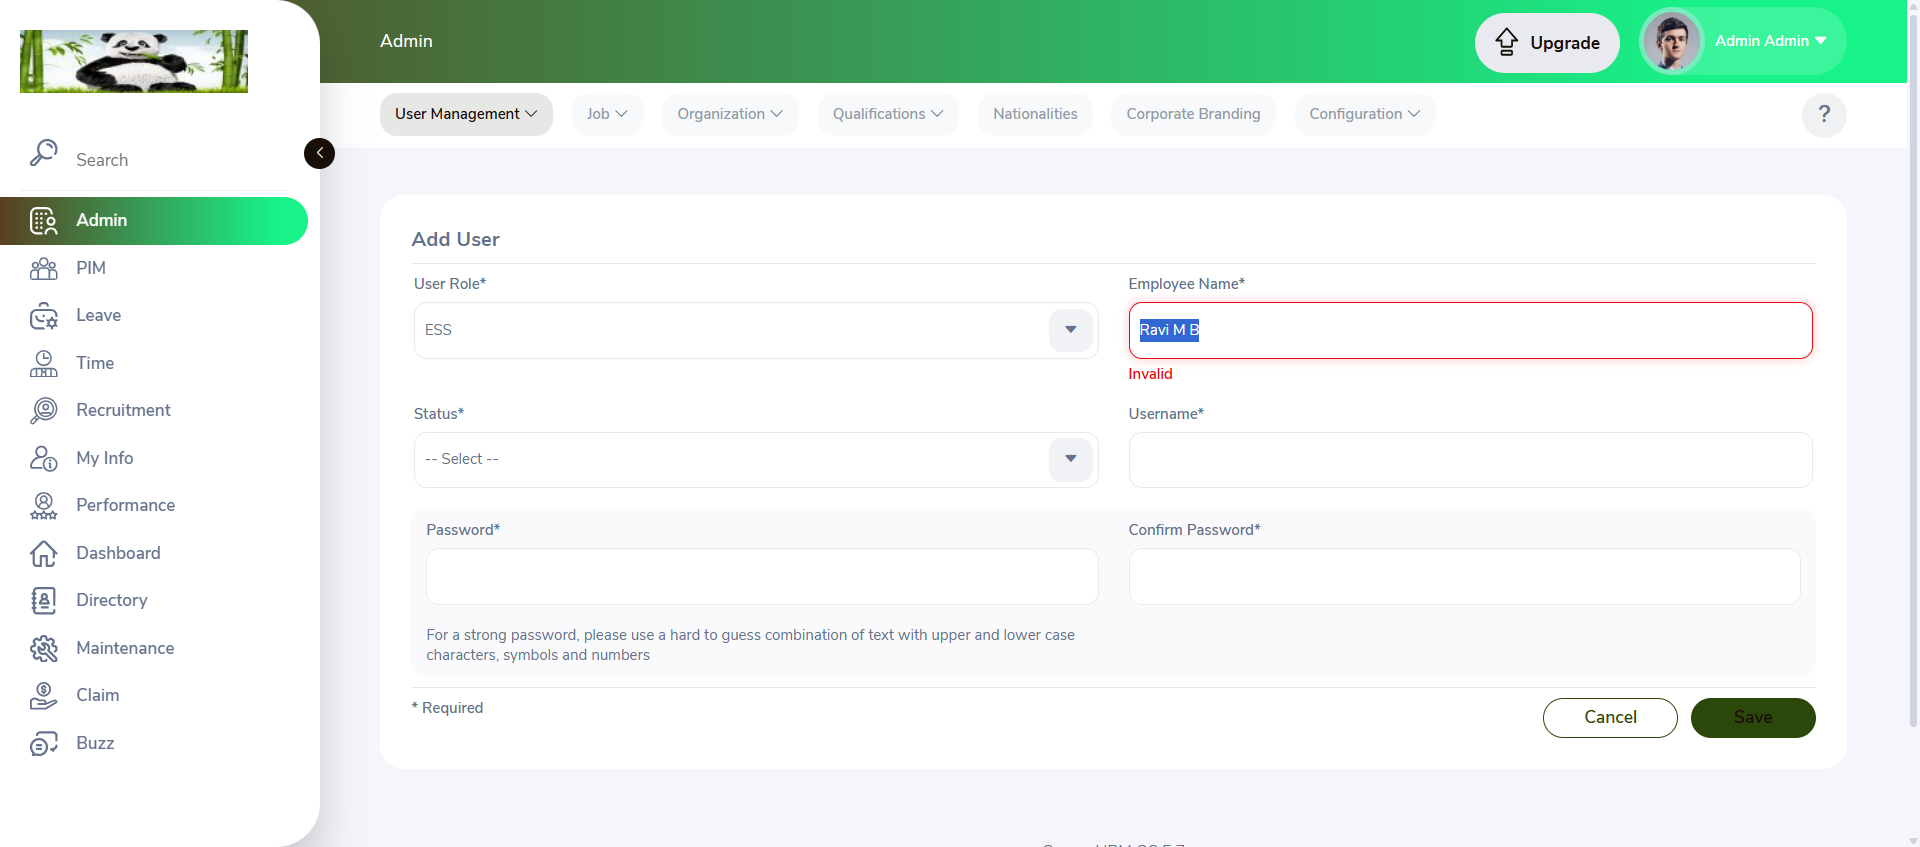 Admin
Upgrade
Admin Admin
User Management
Job
Organization
Qualifications
Nationalities
Corporate Branding
Configuration
?
Search
Admin
PIM
Leave
Time
Recruitment
My Info
Performance
Dashboard
Directory
Maintenance
Claim
Buzz
Add User
User Role*
ESS
Employee Name*
Ravi M B
Invalid
Status*
-- Select --
Username*
Password*
Confirm Password*
For a strong password, please use a hard to guess combination of text with upper and lower case
characters, symbols and numbers
* Required
Cancel
Save